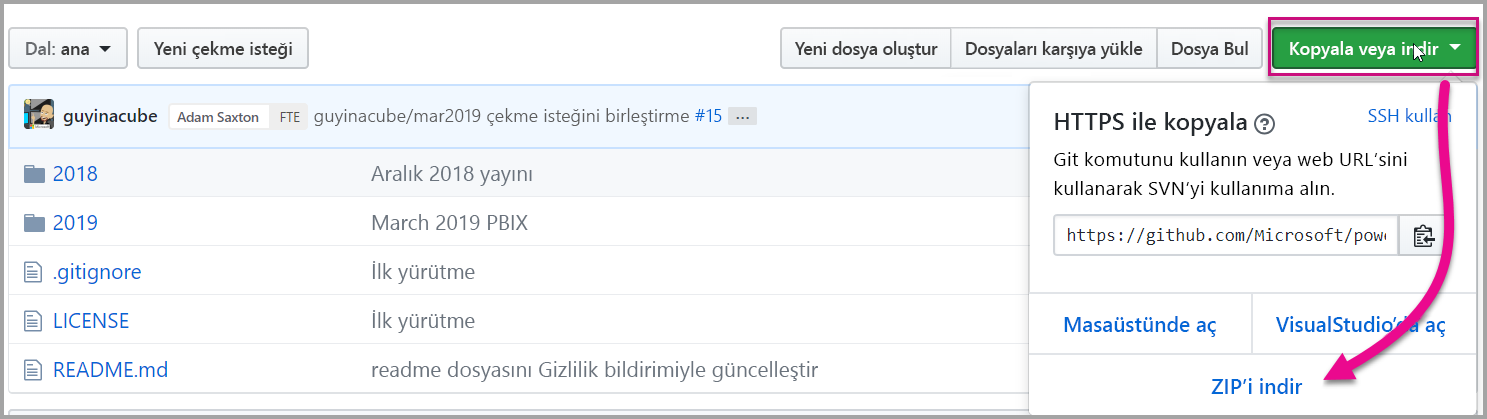 Dal: ana
Yeni çekme isteği
Yeni dosya oluştur
Dosyaları karşıya yükle
Dosya Bul
Kopyala veya indir
guyinacube Adam Saxton FTE guyinacube/mar2019 çekme isteğini birleştirme #15 ...
2018 Aralık 2018 yayını
2019 March 2019 PBIX
.gitignore İlk yürütme
LICENSE İlk yürütme
README.md readme dosyasını Gizlilik bildirimiyle güncelleştir
HTTPS ile kopyala ?
SSH kullan
Git komutunu kullanın veya web URL’sini
kullanarak SVN’yi kullanıma alın.
https://github.com/Microsoft/powe
Masaüstünde aç
VisualStudio’da aç
ZIP’i indir